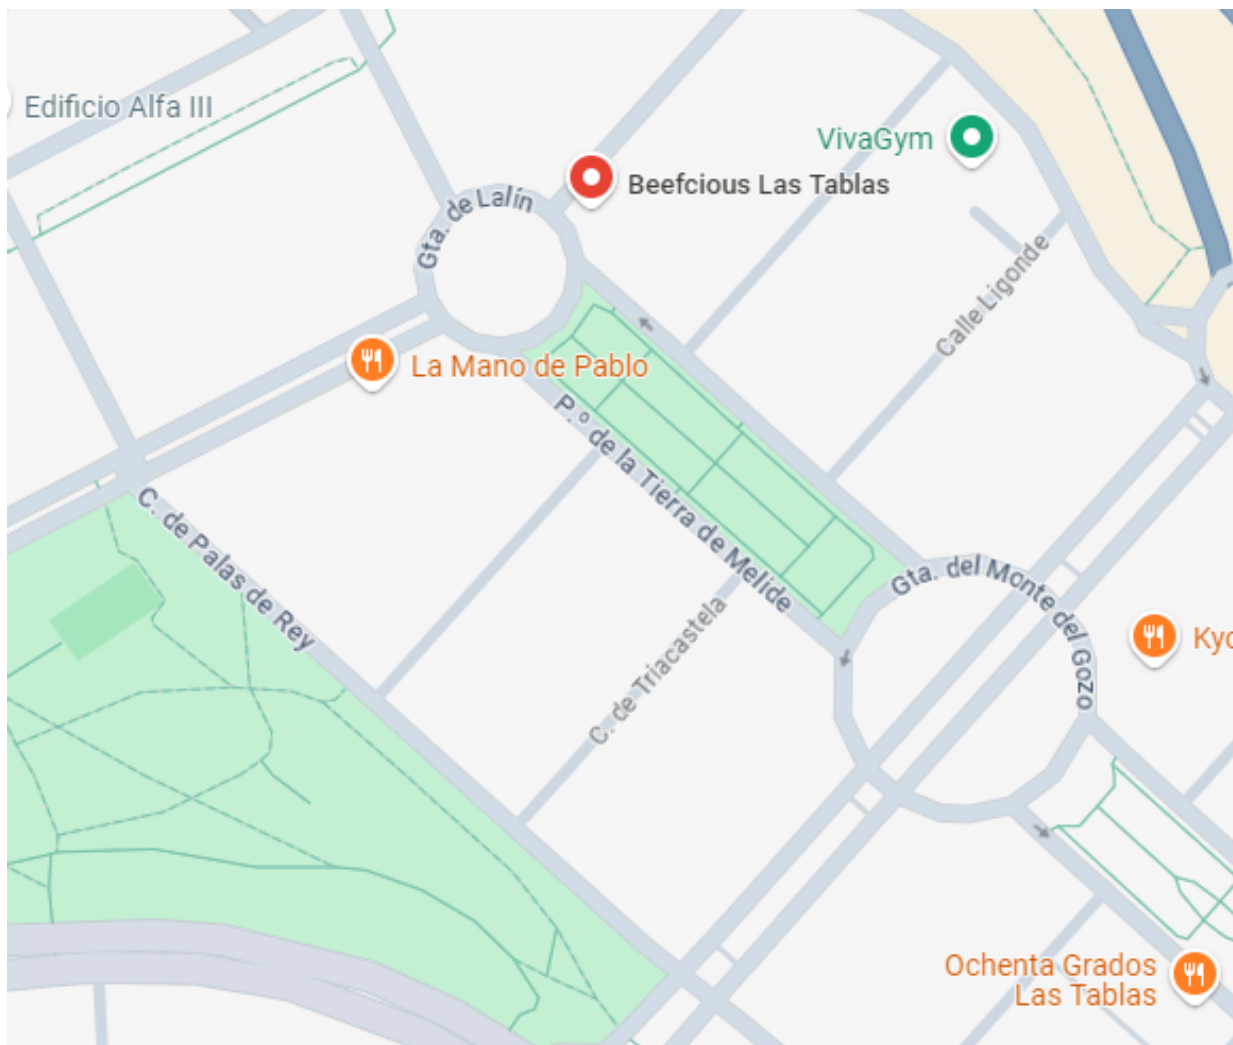 Edificio Alfa III
VivaGym
Gta. de Lalín
Beefcious Las Tablas
Calle Ligonde
La Mano de Pablo
P.º de la Tierra de Melide
C. de Palas de Rey
Gta. del Monte del Gozo
C. de Triacastela
Kyo
Ochenta Grados
Las Tablas